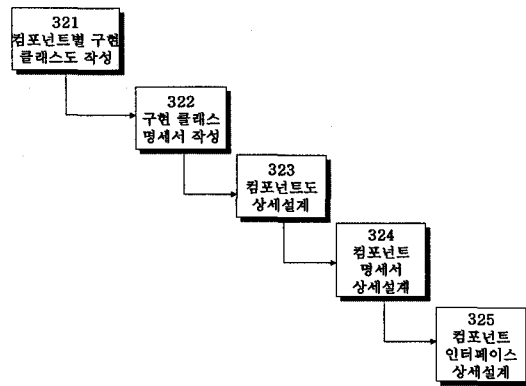 321
컴포넌트별 구현
클래스도 작성
322
구현 클래스
명세서 작성
323
컴포넌트도
상세설계
324
컴포넌트
명세서
상세설계
325
컴포넌트
인터페이스
상세설계